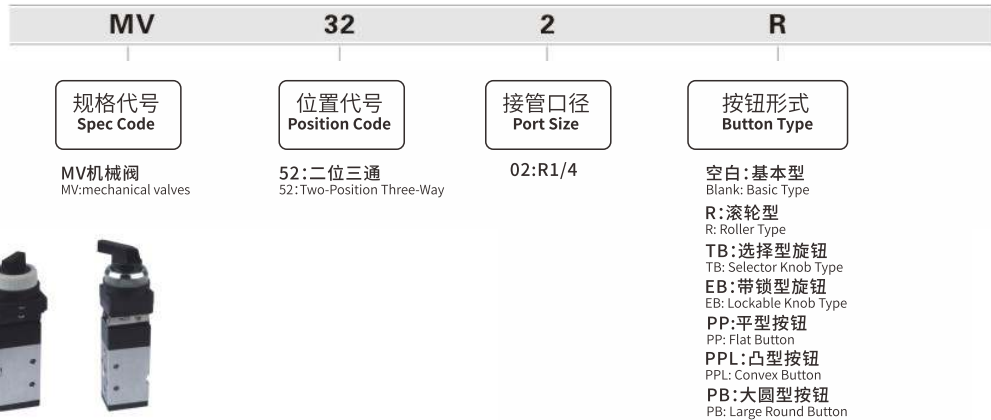 MV 32 2 R
规格代号
Spec Code
位置代号
Position Code
接管口径
Port Size
按钮形式
Button Type
MV机械阀
MV:mechanical valves
52:二位三通
52:Two-Position Three-Way
02:R1/4
空白:基本型
Blank: Basic Type
R:滚轮型
R: Roller Type
TB:选择型旋钮
TB: Selector Knob Type
EB:带锁型旋钮
EB: Lockable Knob Type
PP:平型按钮
PP: Flat Button
PPL:凸型按钮
PPL: Convex Button
PB:大圆型按钮
PB: Large Round Button